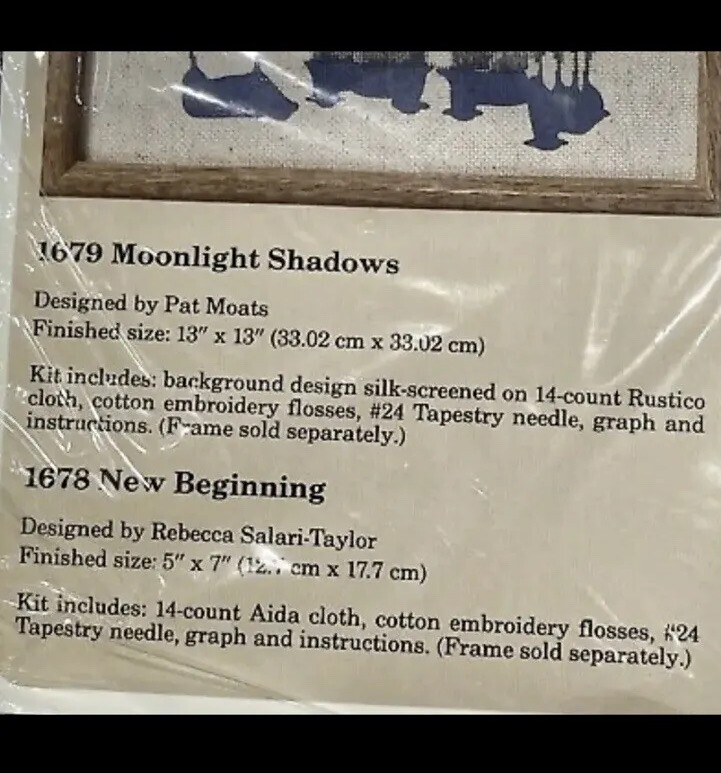 1679 Moonlight Shadows
Designed by Pat Moats
Finished size: 13" x 13" (33.02 cm x 33.02 cm)
Kit includes: background design silk-screened on 14-count Rustico
cloth, cotton embroidery flosses, #24 Tapestry needle, graph and
instructions. (Frame sold separately.)
1678 New Beginning
Designed by Rebecca Salari-Taylor
Finished size: 5" x 7" (12.7 cm x 17.7 cm)
Kit includes: 14-count Aida cloth, cotton embroidery flosses, #24
Tapestry needle, graph and instructions. (Frame sold separately.)